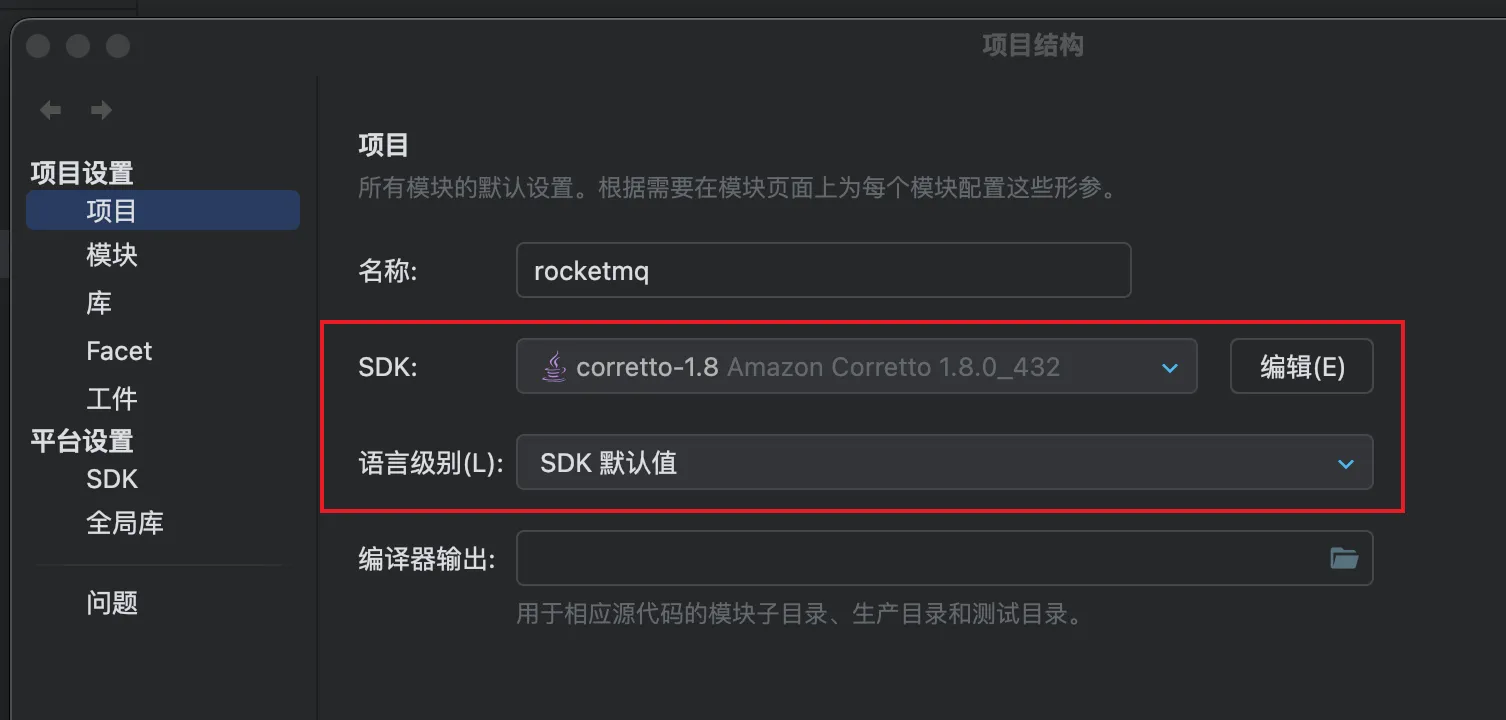 项目结构
项目设置
项目
模块
库
Facet
工件
平台设置
SDK
全局库
问题
项目
所有模块的默认设置。根据需要在模块页面上为每个模块配置这些形参。
名称: rocketmq
SDK: corretto-1.8 Amazon Corretto 1.8.0_432 编辑(E)
语言级别(L): SDK 默认值
编译器输出:
用于相应源代码的模块子目录、生产目录和测试目录。